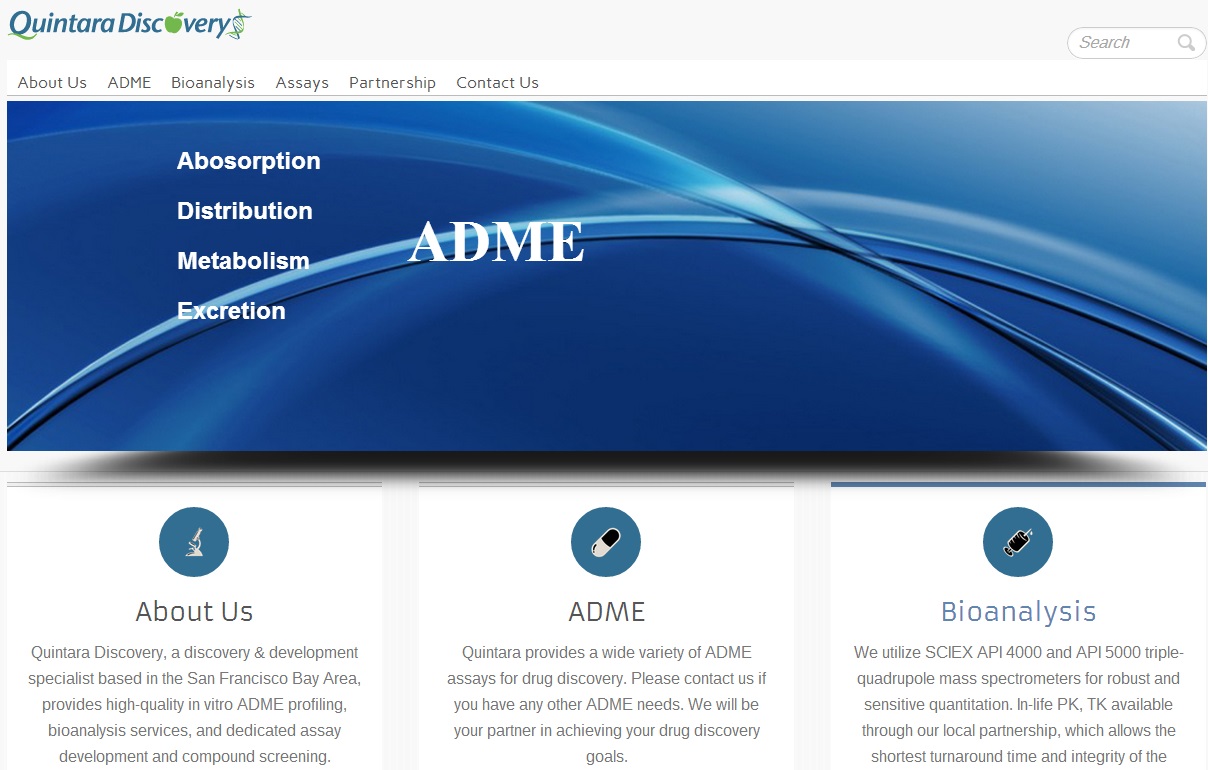 Quintara Discovery
Search
About Us ADME Bioanalysis Assays Partnership Contact Us
Abosorption
Distribution
Metabolism
Excretion
ADME
About Us
Quintara Discovery, a discovery & development
specialist based in the San Francisco Bay Area,
provides high-quality in vitro ADME profiling,
bioanalysis services, and dedicated assay
development and compound screening.
ADME
Quintara provides a wide variety of ADME
assays for drug discovery. Please contact us if
you have any other ADME needs. We will be
your partner in achieving your drug discovery
goals.
Bioanalysis
We utilize SCIEX API 4000 and API 5000 triple-
quadrupole mass spectrometers for robust and
sensitive quantitation. In-life PK, TK available
through our local partnership, which allows the
shortest turnaround time and integrity of the